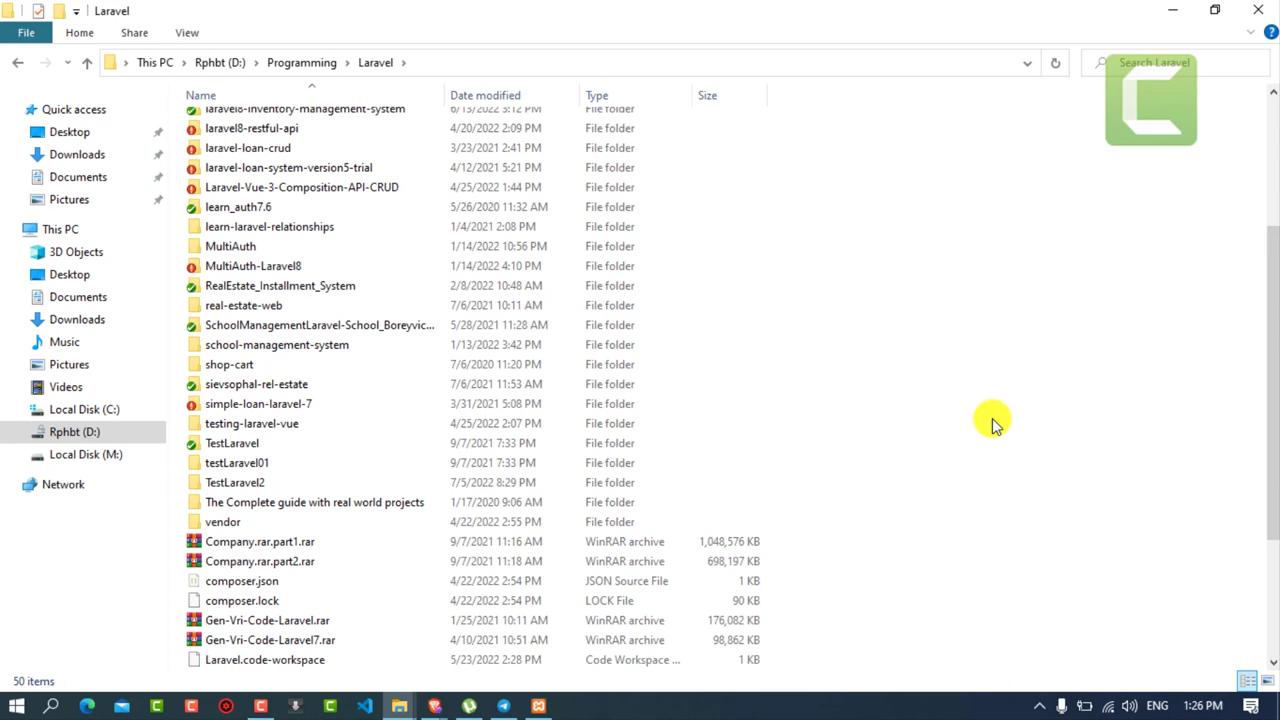 Laravel
File Home Share View
This PC Rphbt (D:) Programming Laravel Search Laravel
Name Date modified Type Size
Quick access
Desktop
Downloads
Documents
Pictures
This PC
3D Objects
Desktop
Documents
Downloads
Music
Pictures
Videos
Local Disk (C:)
Rphbt (D:)
Local Disk (M:)
Network
laravel8-inventory-management-system 6/13/2022 3:12 PM File folder
laravel8-restful-api 4/20/2022 2:09 PM File folder
laravel-loan-crud 3/23/2021 2:41 PM File folder
laravel-loan-system-version5-trial 4/12/2021 5:21 PM File folder
Laravel-Vue-3-Composition-API-CRUD 4/25/2022 1:44 PM File folder
learn_auth7.6 5/26/2020 11:32 AM File folder
learn-laravel-relationships 1/4/2021 2:08 PM File folder
MultiAuth 1/14/2022 10:56 PM File folder
MultiAuth-Laravel8 1/14/2022 4:10 PM File folder
RealEstate_Installment_System 2/8/2022 10:48 AM File folder
real-estate-web 7/6/2021 10:11 AM File folder
SchoolManagementLaravel-School_Boreyvic... 5/28/2021 11:28 AM File folder
school-management-system 1/13/2022 3:42 PM File folder
shop-cart 7/6/2020 11:20 PM File folder
sievsophal-rel-estate 7/6/2021 11:53 AM File folder
simple-loan-laravel-7 3/31/2021 5:08 PM File folder
testing-laravel-vue 4/25/2022 2:07 PM File folder
TestLaravel 9/7/2021 7:33 PM File folder
testLaravel01 9/7/2021 7:33 PM File folder
TestLaravel2 7/5/2022 8:29 PM File folder
The Complete guide with real world projects 1/17/2020 9:06 AM File folder
vendor 4/22/2022 2:55 PM File folder
Company.rar.part1.rar 9/7/2021 11:16 AM WinRAR archive 1,048,576 KB
Company.rar.part2.rar 9/7/2021 11:18 AM WinRAR archive 698,197 KB
composer.json 4/22/2022 2:54 PM JSON Source File 1 KB
composer.lock 4/22/2022 2:54 PM LOCK File 90 KB
Gen-Vri-Code-Laravel.rar 1/25/2021 10:11 AM WinRAR archive 176,082 KB
Gen-Vri-Code-Laravel7.rar 4/10/2021 10:51 AM WinRAR archive 98,862 KB
Laravel.code-workspace 5/23/2022 2:28 PM Code Workspace ... 1 KB
50 items
ENG 1:26 PM